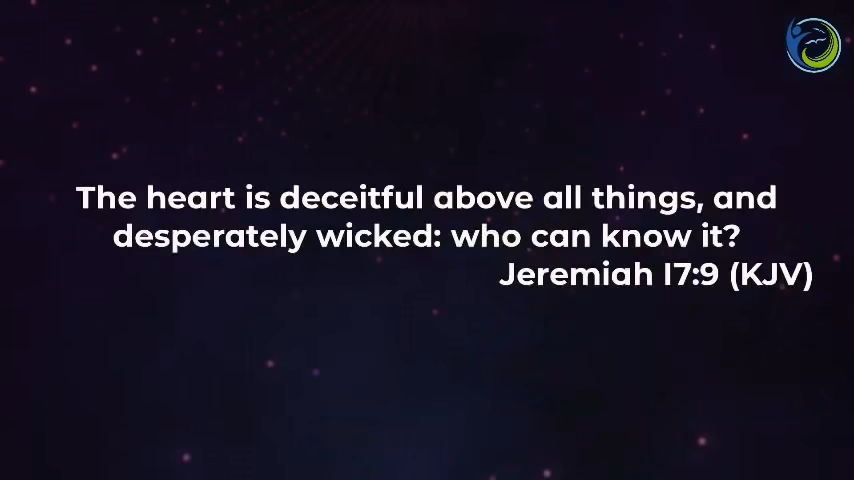 The heart is deceitful above all things, and
desperately wicked: who can know it?
Jeremiah 17:9 (KJV)